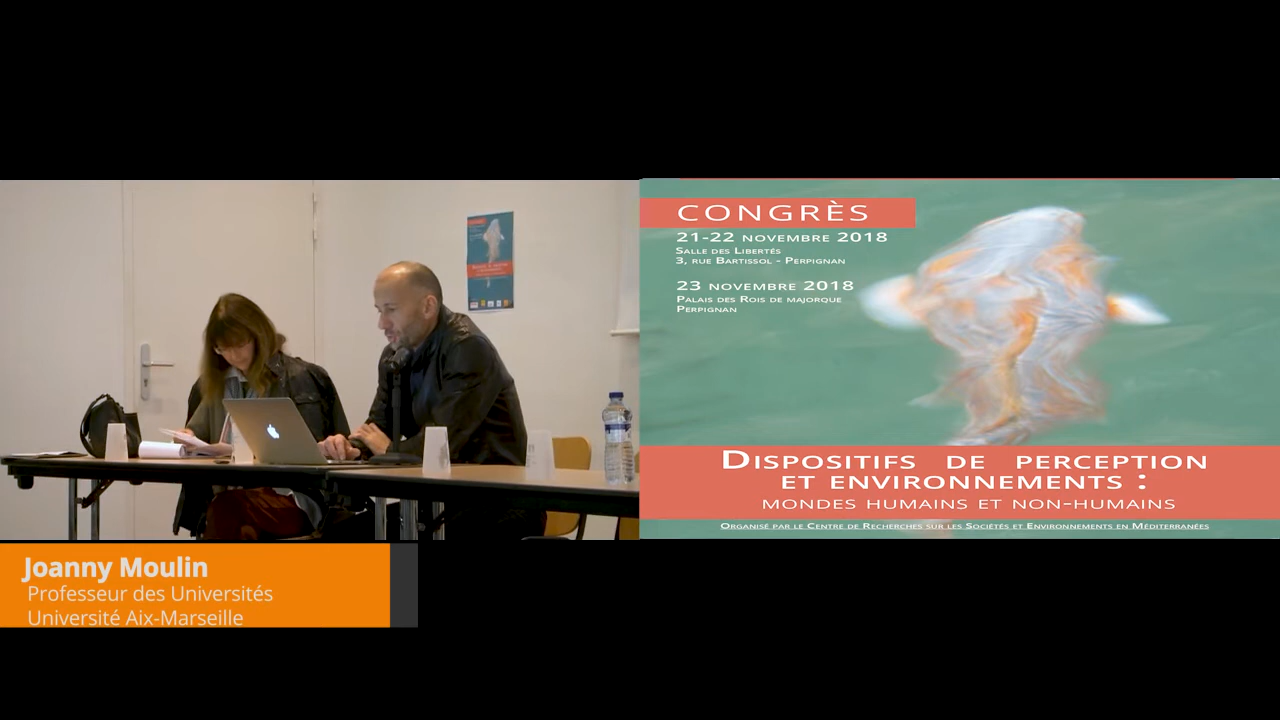 CONGRÈS
21-22 NOVEMBRE 2018
SALLE DES LIBERTÉS
3, RUE BARTISSOL - PERPIGNAN
23 NOVEMBRE 2018
PALAIS DES ROIS DE MAJORQUE
PERPIGNAN
DISPOSITIFS DE PERCEPTION
ET ENVIRONNEMENTS :
MONDES HUMAINS ET NON-HUMAINS
ORGANISÉ PAR LE CENTRE DE RECHERCHES SUR LES SOCIÉTÉS ET ENVIRONNEMENTS EN MÉDITERRANÉES
Joanny Moulin
Professeur des Universités
Université Aix-Marseille